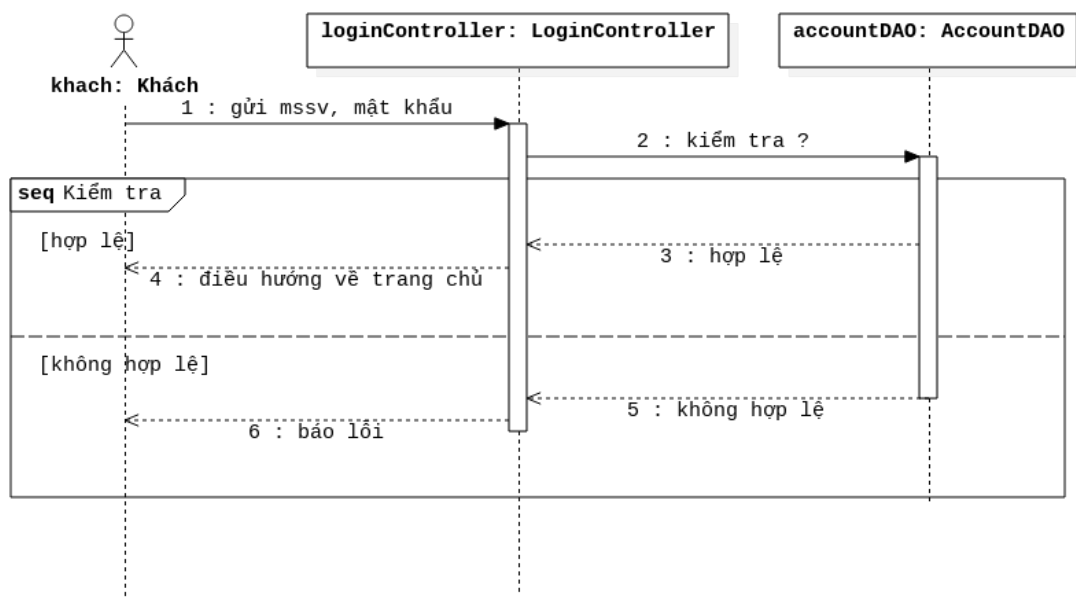 loginController: LoginController
accountDAO: AccountDAO
khach: Khách
1 : gửi mssv, mật khẩu
2 : kiểm tra ?
seq Kiểm tra
[hợp lệ]
3 : hợp lệ
4 : điều hướng về trang chủ
[không hợp lệ]
5 : không hợp lệ
6 : báo lỗi